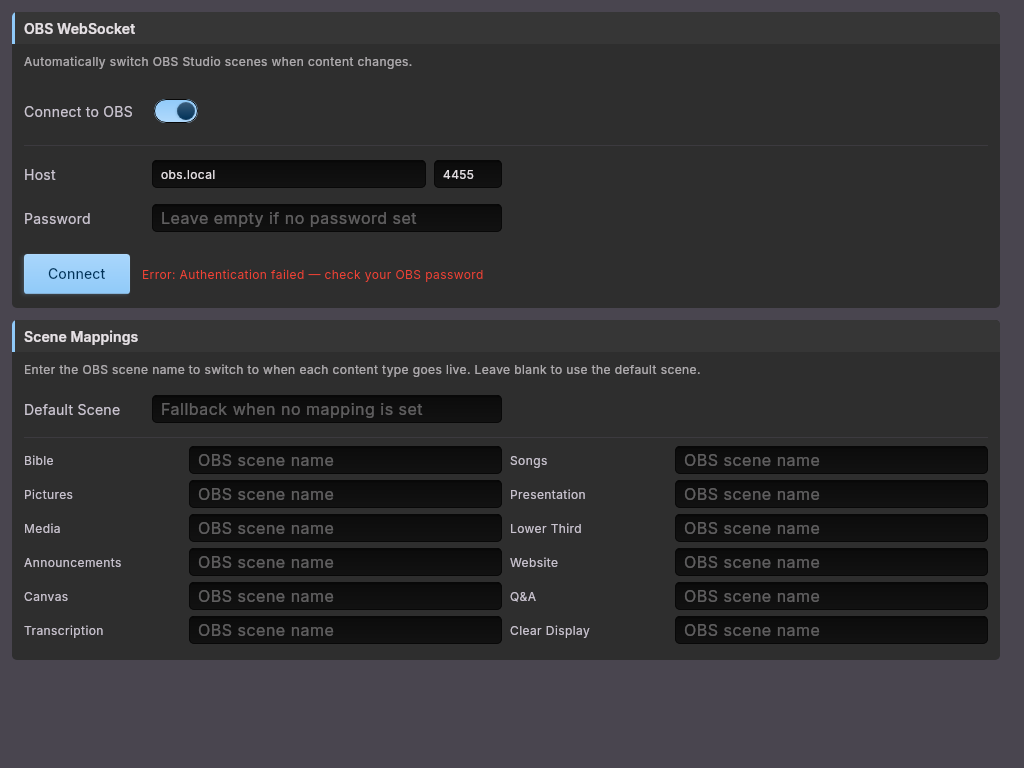 OBS WebSocket
Automatically switch OBS Studio scenes when content changes.
Connect to OBS
Host obs.local 4455
Password Leave empty if no password set
Connect Error: Authentication failed — check your OBS password
Scene Mappings
Enter the OBS scene name to switch to when each content type goes live. Leave blank to use the default scene.
Default Scene Fallback when no mapping is set
Bible OBS scene name Songs OBS scene name
Pictures OBS scene name Presentation OBS scene name
Media OBS scene name Lower Third OBS scene name
Announcements OBS scene name Website OBS scene name
Canvas OBS scene name Q&A OBS scene name
Transcription OBS scene name Clear Display OBS scene name